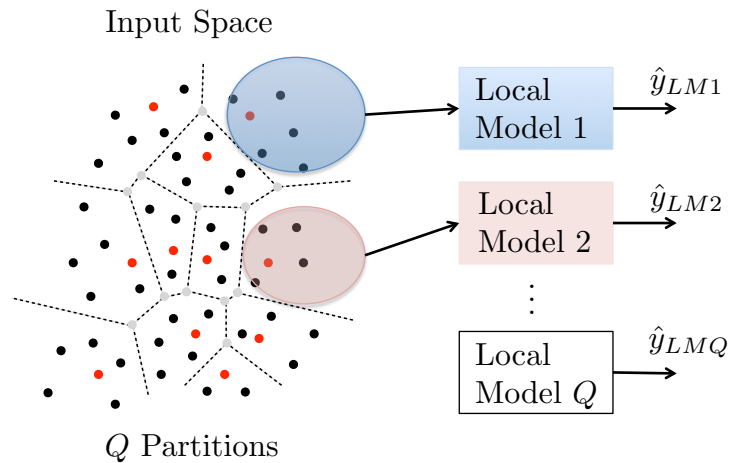 Input Space
Local
Model 1
ŷ_{LM1}
Local
Model 2
ŷ_{LM2}
⋮
Local
Model Q
ŷ_{LMQ}
Q Partitions